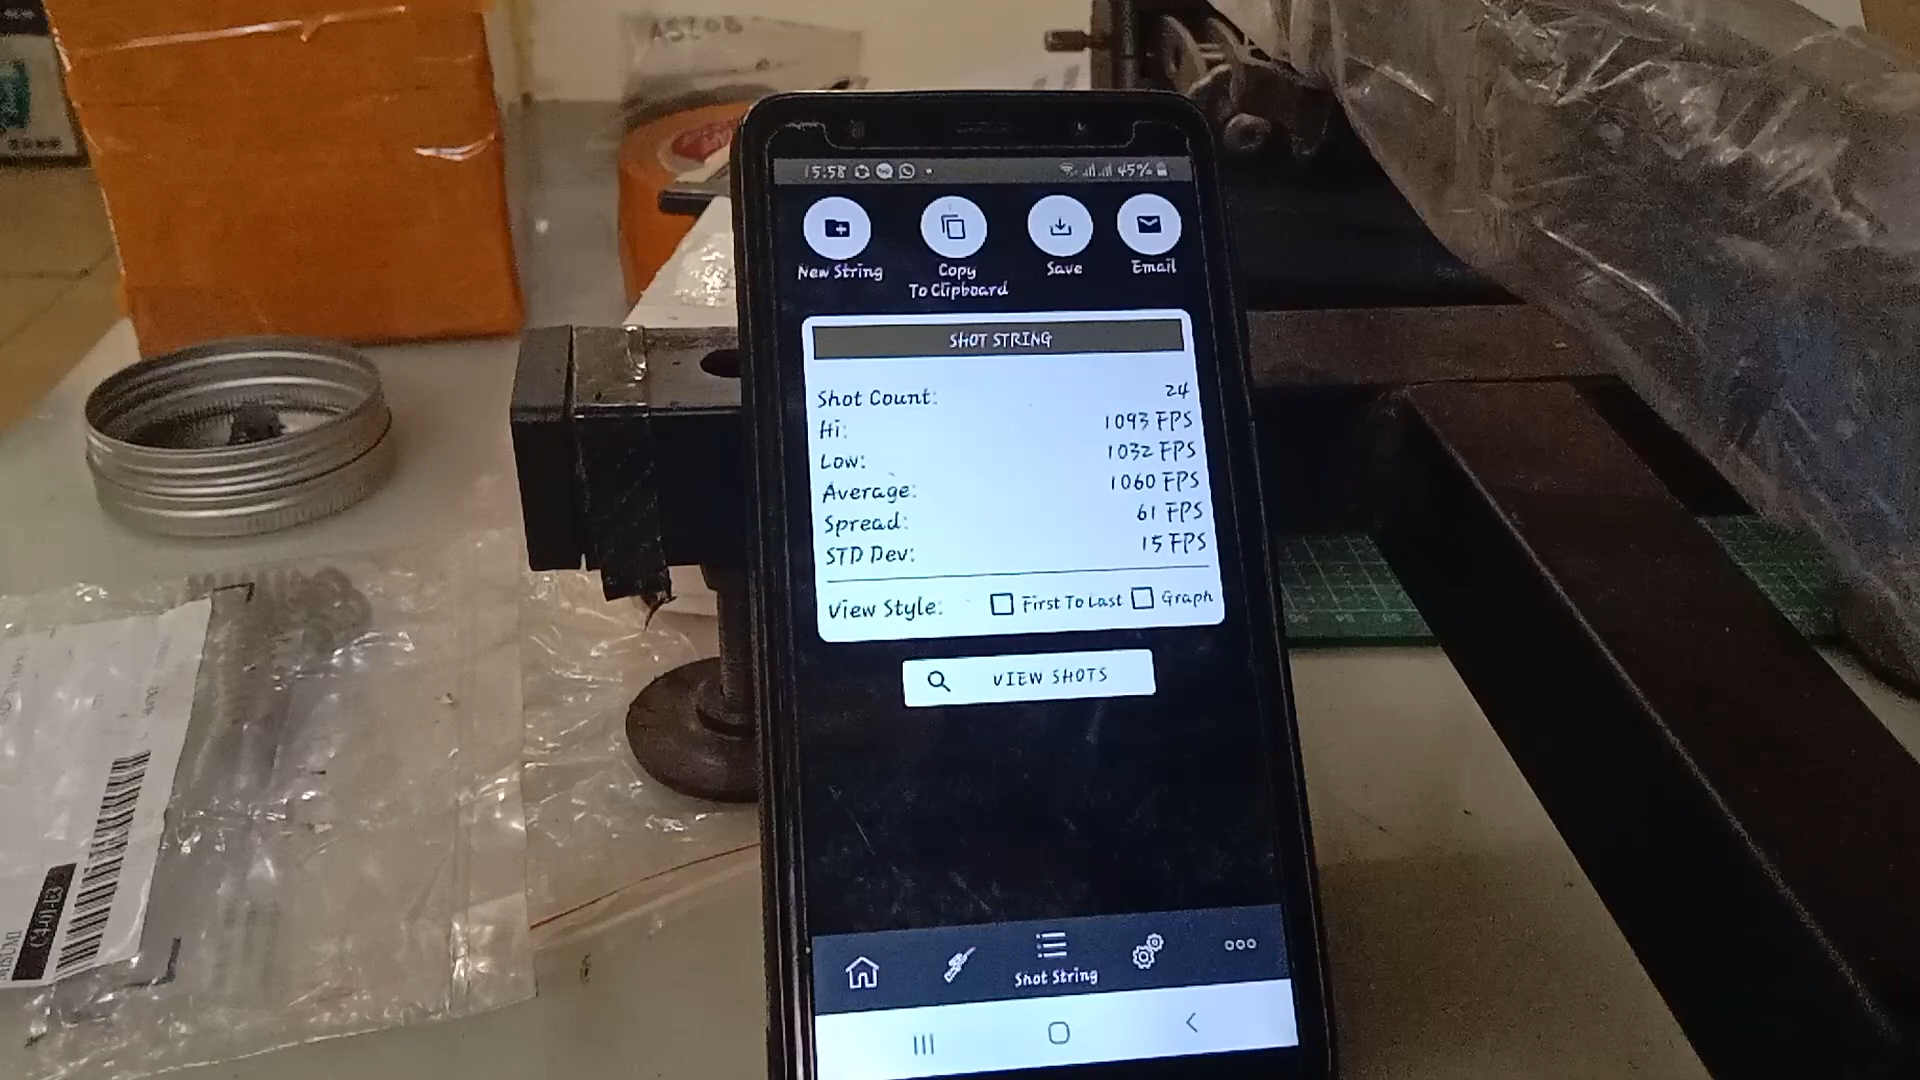 AS208
15:58
45%
New String
Copy
To Clipboard
Save
Email
SHOT STRING
Shot Count: 24
Hi: 1093 FPS
Low: 1032 FPS
Average: 1060 FPS
Spread: 61 FPS
STD Dev: 15 FPS
View Style: First To Last Graph
VIEW SHOTS
Shot String